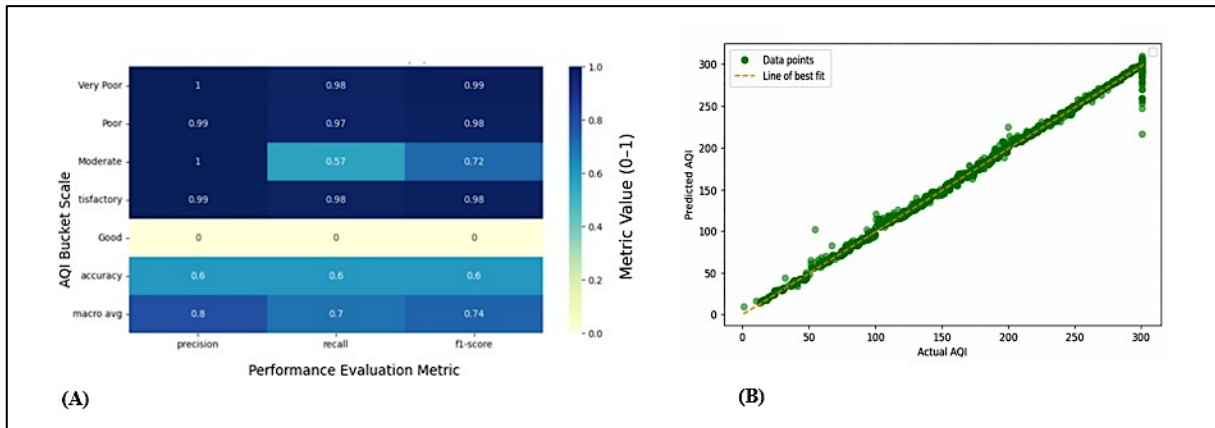 Very Poor 1 0.98 0.99
Poor 0.99 0.97 0.98
Moderate 1 0.57 0.72
tisfactory 0.99 0.98 0.98
Good 0 0 0
accuracy 0.6 0.6 0.6
macro avg 0.8 0.7 0.74
precision recall f1-score
Performance Evaluation Metric
AQI Bucket Scale
1.0
0.8
0.6
0.4
0.2
0.0
Metric Value (0–1)
(A)
Data points
Line of best fit
300
250
200
150
100
50
0
Predicted AQI
0 50 100 150 200 250 300
Actual AQI
(B)